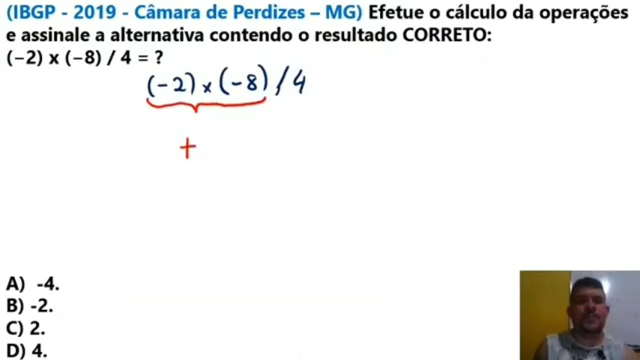 (IBGP - 2019 - Câmara de Perdizes – MG) Efetue o cálculo da operações
e assinale a alternativa contendo o resultado CORRETO:
(−2) x (−8) / 4 = ?
(-2) x (-8) / 4
+
A) -4.
B) -2.
C) 2.
D) 4.